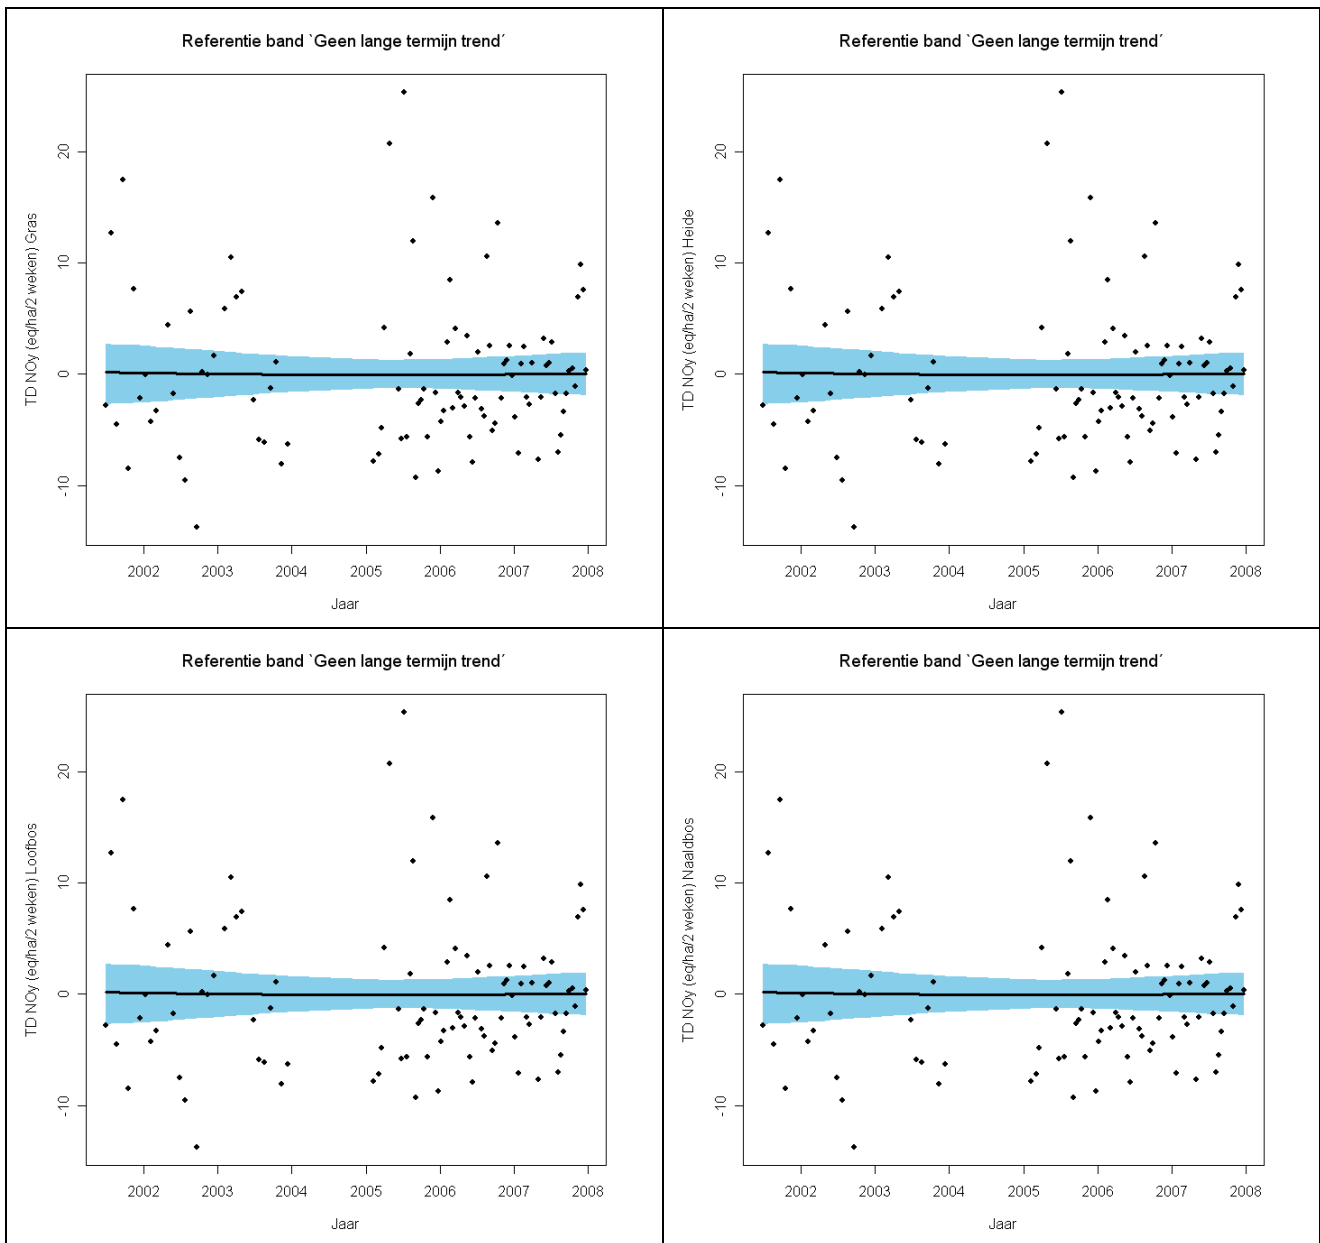 Referentie band `Geen lange termijn trend´
TD NOy (eq/ha/2 weken) Gras
20
10
0
-10
2002 2003 2004 2005 2006 2007 2008
Jaar
Referentie band `Geen lange termijn trend´
TD NOy (eq/ha/2 weken) Heide
20
10
0
-10
2002 2003 2004 2005 2006 2007 2008
Jaar
Referentie band `Geen lange termijn trend´
TD NOy (eq/ha/2 weken) Loofbos
20
10
0
-10
2002 2003 2004 2005 2006 2007 2008
Jaar
Referentie band `Geen lange termijn trend´
TD NOy (eq/ha/2 weken) Naaldbos
20
10
0
-10
2002 2003 2004 2005 2006 2007 2008
Jaar